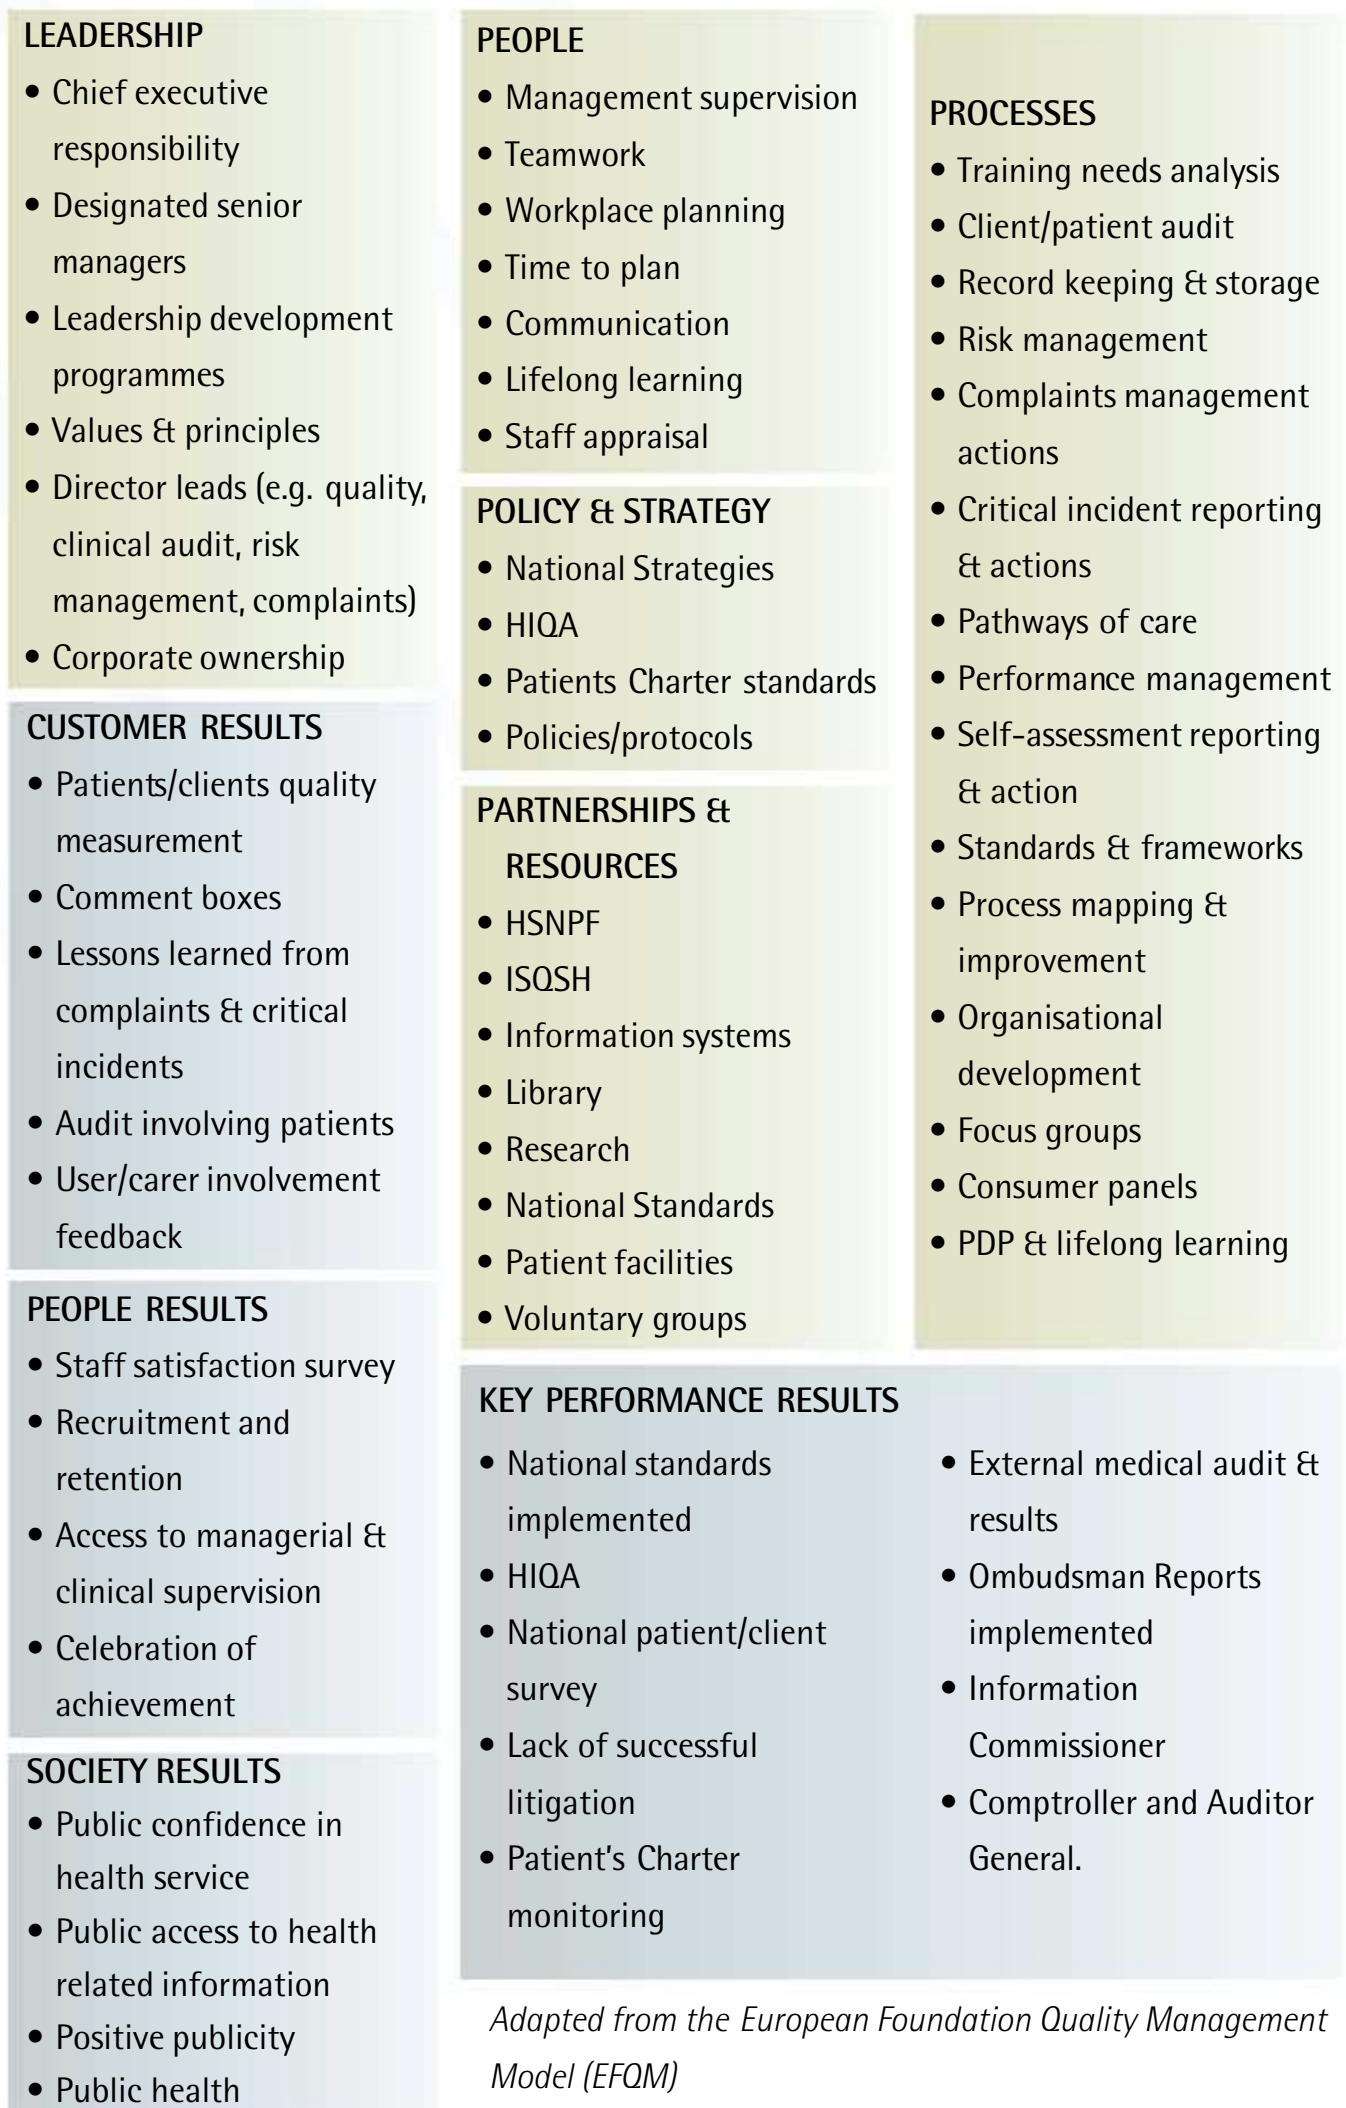 LEADERSHIP
• Chief executive
responsibility
• Designated senior
managers
• Leadership development
programmes
• Values & principles
• Director leads (e.g. quality,
clinical audit, risk
management, complaints)
• Corporate ownership
CUSTOMER RESULTS
• Patients/clients quality
measurement
• Comment boxes
• Lessons learned from
complaints & critical
incidents
• Audit involving patients
• User/carer involvement
feedback
PEOPLE RESULTS
• Staff satisfaction survey
• Recruitment and
retention
• Access to managerial &
clinical supervision
• Celebration of
achievement
SOCIETY RESULTS
• Public confidence in
health service
• Public access to health
related information
• Positive publicity
• Public health
PEOPLE
• Management supervision
• Teamwork
• Workplace planning
• Time to plan
• Communication
• Lifelong learning
• Staff appraisal
POLICY & STRATEGY
• National Strategies
• HIQA
• Patients Charter standards
• Policies/protocols
PARTNERSHIPS &
RESOURCES
• HSNPF
• ISQSH
• Information systems
• Library
• Research
• National Standards
• Patient facilities
• Voluntary groups
PROCESSES
• Training needs analysis
• Client/patient audit
• Record keeping & storage
• Risk management
• Complaints management
actions
• Critical incident reporting
& actions
• Pathways of care
• Performance management
• Self-assessment reporting
& action
• Standards & frameworks
• Process mapping &
improvement
• Organisational
development
• Focus groups
• Consumer panels
• PDP & lifelong learning
KEY PERFORMANCE RESULTS
• National standards
implemented
• HIQA
• National patient/client
survey
• Lack of successful
litigation
• Patient's Charter
monitoring
• External medical audit &
results
• Ombudsman Reports
implemented
• Information
Commissioner
• Comptroller and Auditor
General.
Adapted from the European Foundation Quality Management
Model (EFQM)